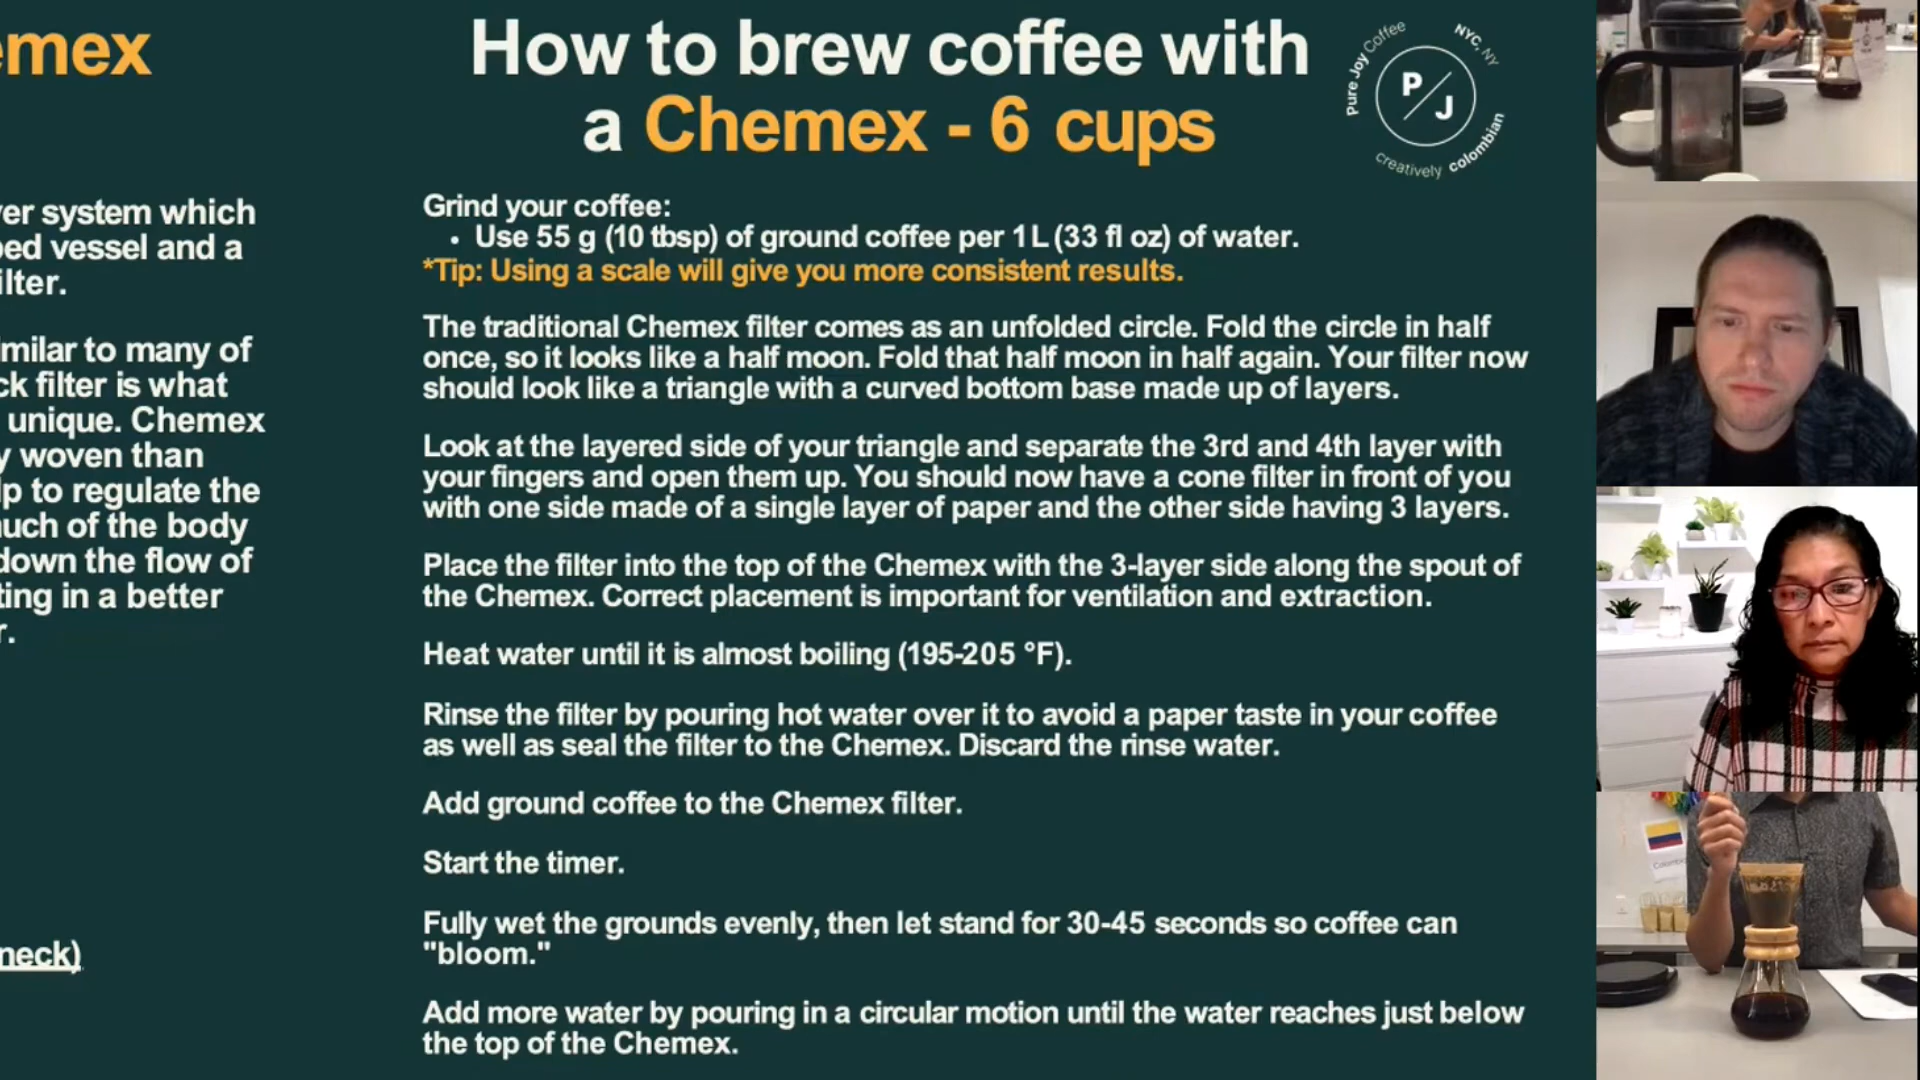 emex
ver system which
ped vessel and a
ilter.
milar to many of
ck filter is what
unique. Chemex
y woven than
lp to regulate the
uch of the body
down the flow of
ting in a better
r.
neck)
How to brew coffee with
a Chemex - 6 cups
Pure Joy Coffee
NYC, NY
P/J
creatively colombian
Grind your coffee:
• Use 55 g (10 tbsp) of ground coffee per 1L (33 fl oz) of water.
*Tip: Using a scale will give you more consistent results.
The traditional Chemex filter comes as an unfolded circle. Fold the circle in half
once, so it looks like a half moon. Fold that half moon in half again. Your filter now
should look like a triangle with a curved bottom base made up of layers.
Look at the layered side of your triangle and separate the 3rd and 4th layer with
your fingers and open them up. You should now have a cone filter in front of you
with one side made of a single layer of paper and the other side having 3 layers.
Place the filter into the top of the Chemex with the 3-layer side along the spout of
the Chemex. Correct placement is important for ventilation and extraction.
Heat water until it is almost boiling (195-205 °F).
Rinse the filter by pouring hot water over it to avoid a paper taste in your coffee
as well as seal the filter to the Chemex. Discard the rinse water.
Add ground coffee to the Chemex filter.
Start the timer.
Fully wet the grounds evenly, then let stand for 30-45 seconds so coffee can
"bloom."
Add more water by pouring in a circular motion until the water reaches just below
the top of the Chemex.